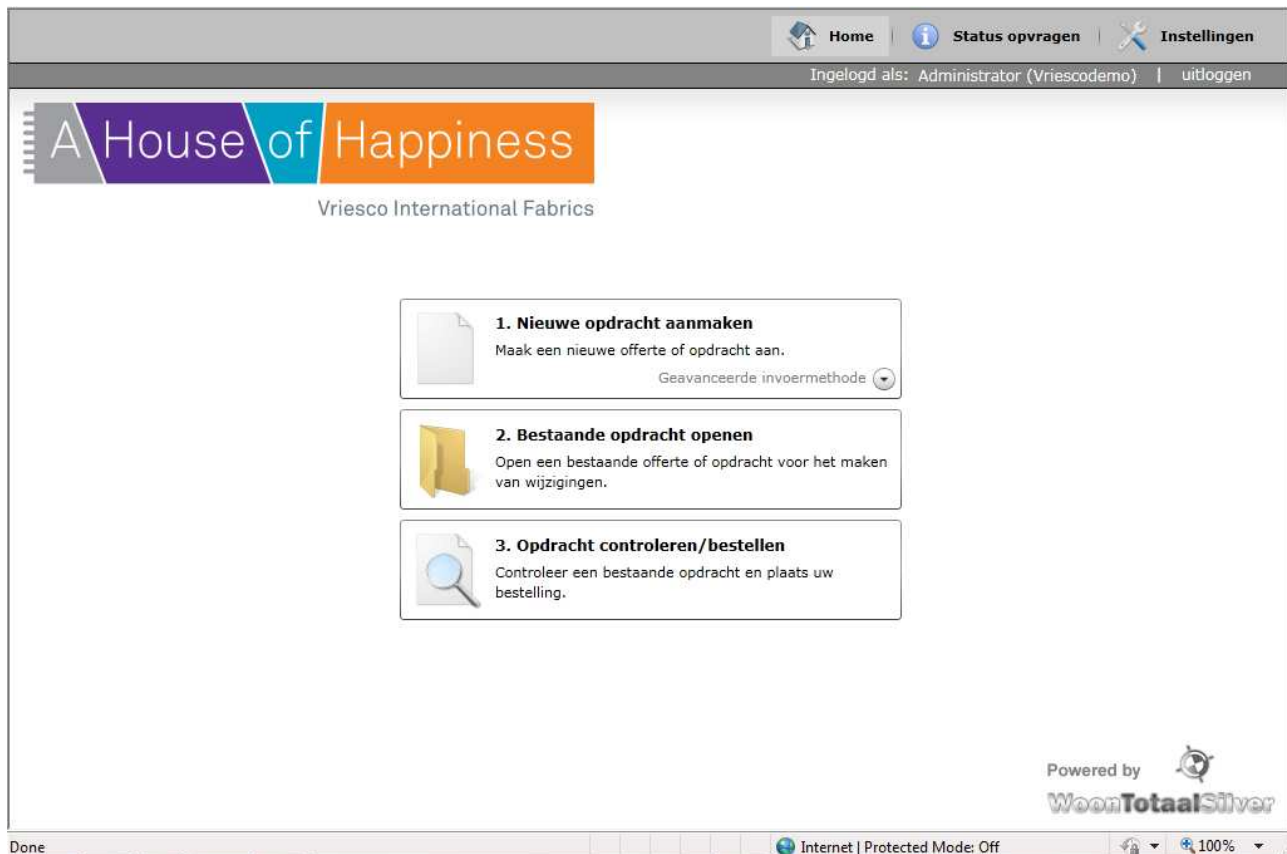 Home
Status opvragen
Instellingen
Ingelogd als: Administrator (Vriescodemo) | uitloggen
A House of Happiness
Vriesco International Fabrics
1. Nieuwe opdracht aanmaken
Maak een nieuwe offerte of opdracht aan.
Geavanceerde invoermethode
2. Bestaande opdracht openen
Open een bestaande offerte of opdracht voor het maken
van wijzigingen.
3. Opdracht controleren/bestellen
Controleer een bestaande opdracht en plaats uw
bestelling.
Powered by
WoonTotaalSilver
Done
Internet | Protected Mode: Off
100%